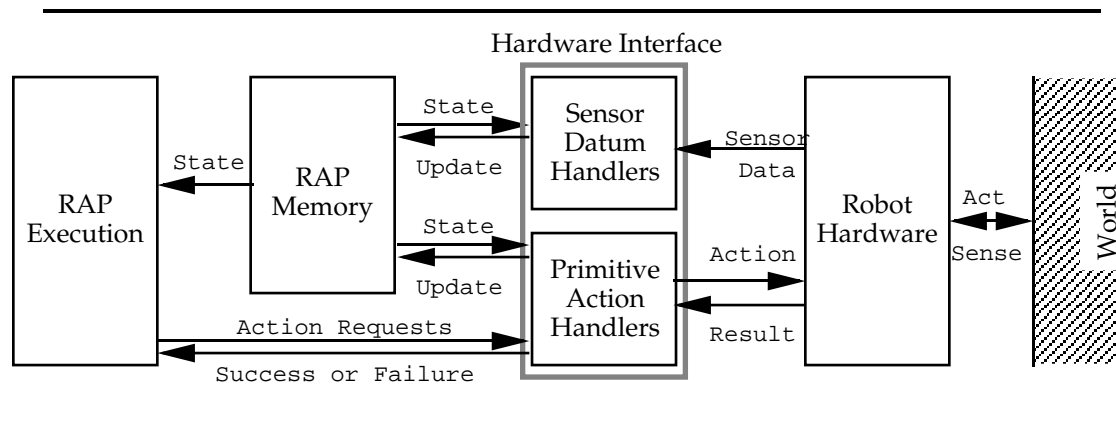 Hardware Interface
RAP
Execution
State
RAP
Memory
State
Update
State
Update
Action Requests
Success or Failure
Sensor
Datum
Handlers
Primitive
Action
Handlers
Sensor
Data
Action
Result
Robot
Hardware
Act
Sense
World